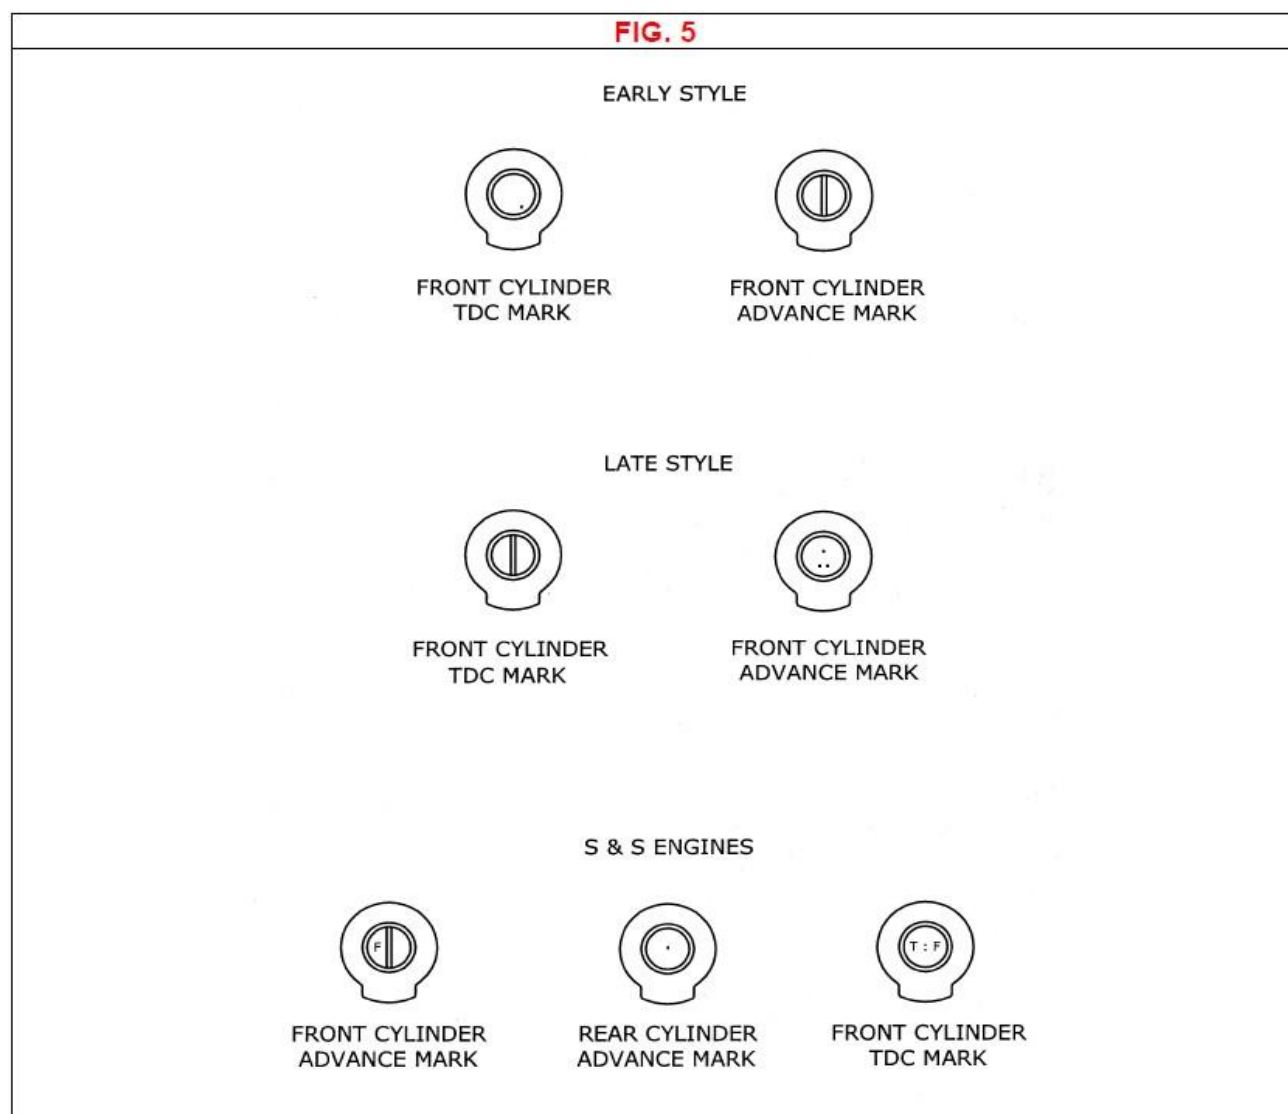 FIG. 5
EARLY STYLE
FRONT CYLINDER
TDC MARK
FRONT CYLINDER
ADVANCE MARK
LATE STYLE
FRONT CYLINDER
TDC MARK
FRONT CYLINDER
ADVANCE MARK
S & S ENGINES
F
T : F
FRONT CYLINDER
ADVANCE MARK
REAR CYLINDER
ADVANCE MARK
FRONT CYLINDER
TDC MARK